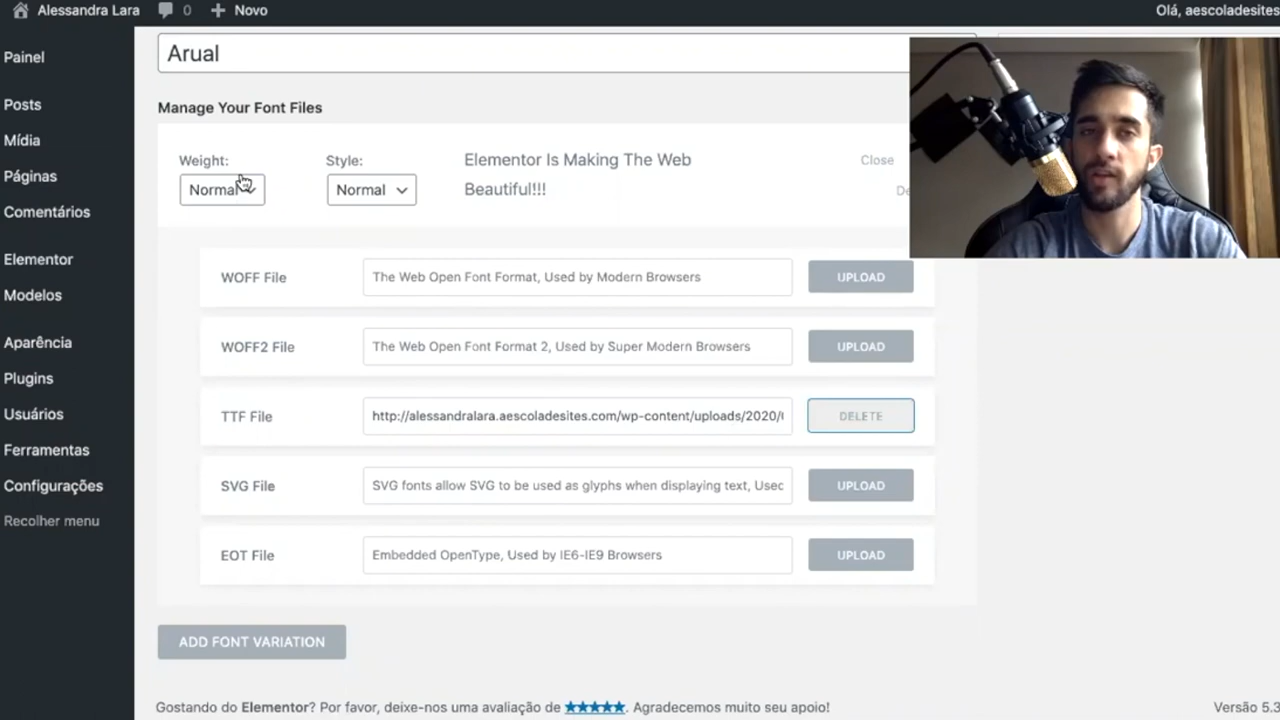 Alessandra Lara 0 + Novo Olá, aescoladesites
Painel
Posts
Mídia
Páginas
Comentários
Elementor
Modelos
Aparência
Plugins
Usuários
Ferramentas
Configurações
Recolher menu
Arual
Manage Your Font Files
Weight: Style: Elementor Is Making The Web Close
Normal Normal Beautiful!!!
WOFF File The Web Open Font Format, Used by Modern Browsers UPLOAD
WOFF2 File The Web Open Font Format 2, Used by Super Modern Browsers UPLOAD
TTF File http://alessandralara.aescoladesites.com/wp-content/uploads/2020/ DELETE
SVG File SVG fonts allow SVG to be used as glyphs when displaying text, Used UPLOAD
EOT File Embedded OpenType, Used by IE6-IE9 Browsers UPLOAD
ADD FONT VARIATION
Gostando do Elementor? Por favor, deixe-nos uma avaliação de ★★★★★. Agradecemos muito seu apoio! Versão 5.3